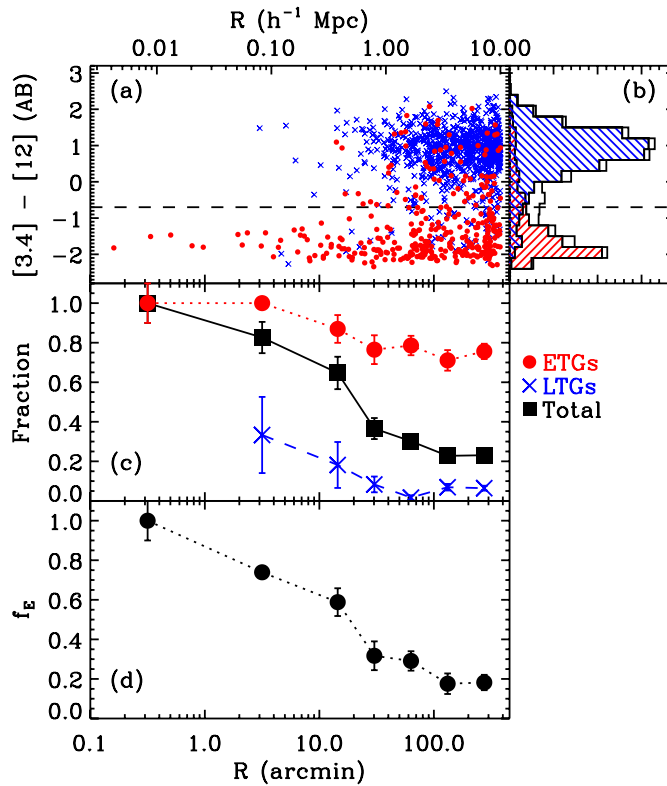 R (h⁻¹ Mpc)
0.01 0.10 1.00 10.00
(a)
(b)
[3.4] − [12] (AB)
3
2
1
0
-1
-2
(c)
Fraction
1.0
0.8
0.6
0.4
0.2
0.0
ETGs
LTGs
Total
(d)
f_E
1.0
0.8
0.6
0.4
0.2
0.0
0.1 1.0 10.0 100.0
R (arcmin)